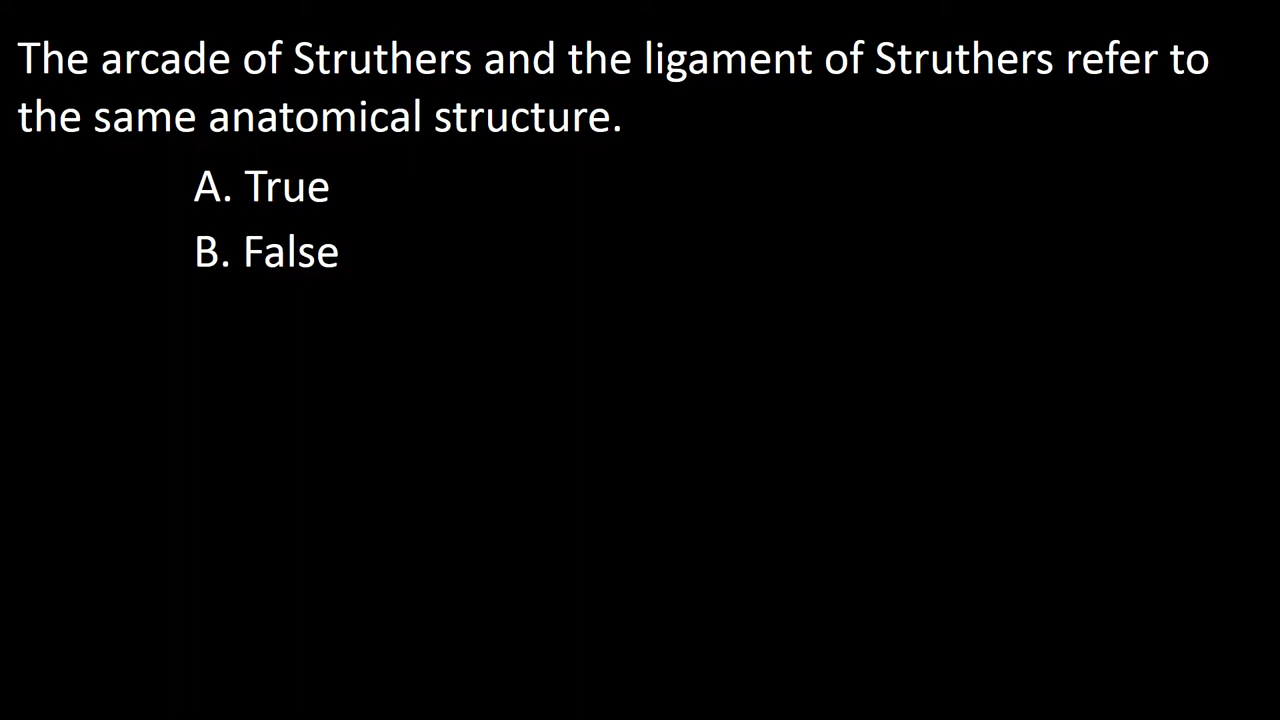 The arcade of Struthers and the ligament of Struthers refer to
the same anatomical structure.
A. True
B. False